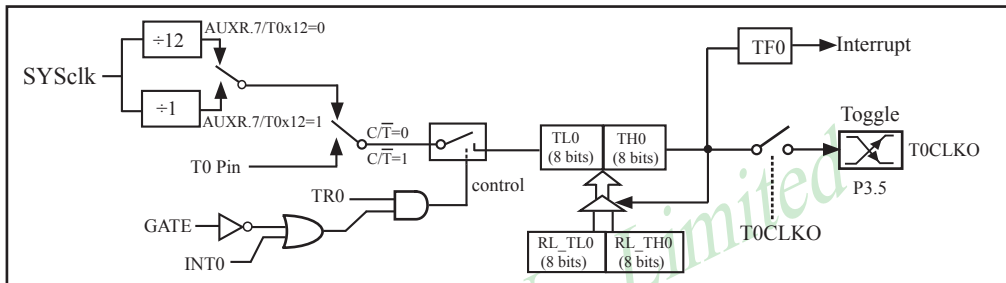 ÷12
AUXR.7/T0x12=0
SYSclk
÷1
AUXR.7/T0x12=1
T0 Pin
C/T=0
C/T=1
TR0
control
GATE
INT0
TL0
(8 bits)
TH0
(8 bits)
RL_TL0
(8 bits)
RL_TH0
(8 bits)
TF0
Interrupt
Toggle
T0CLKO
P3.5
T0CLKO
Limited